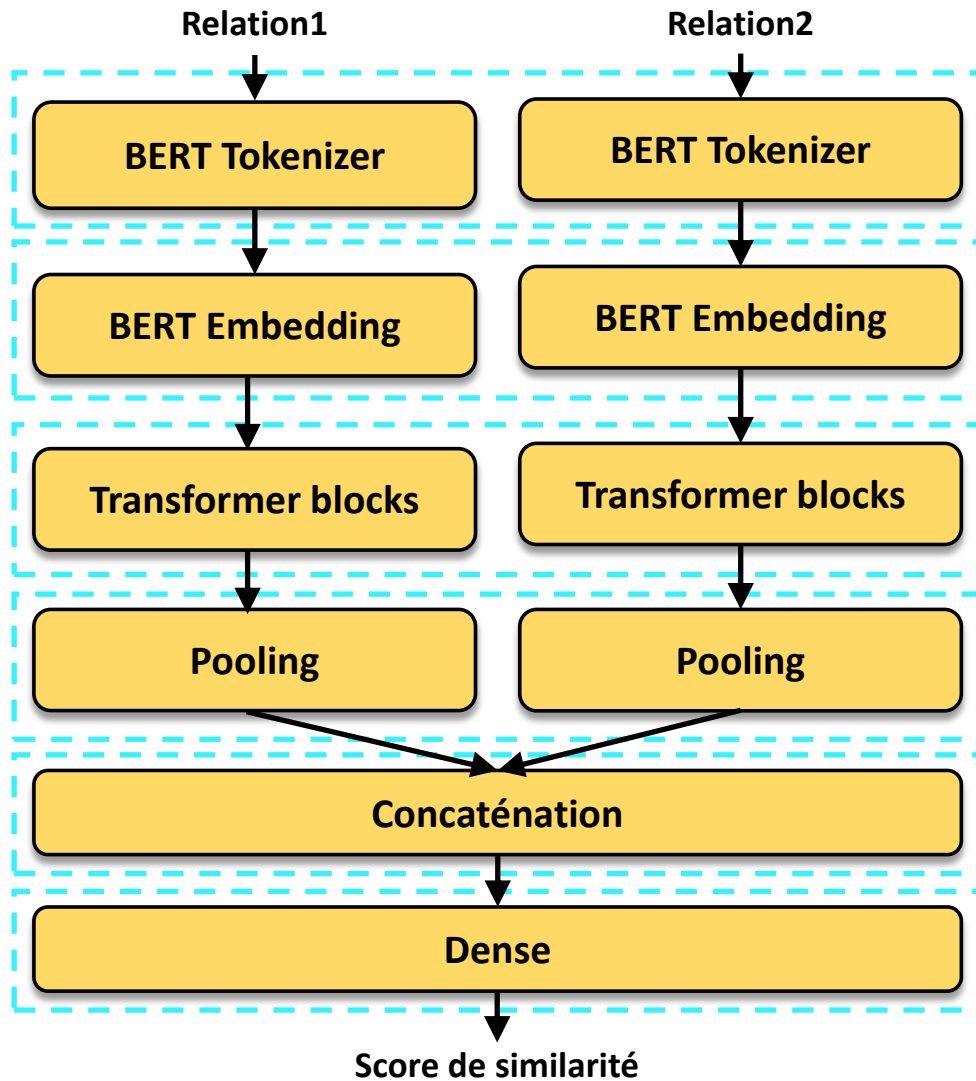 Relation1
Relation2
BERT Tokenizer
BERT Tokenizer
BERT Embedding
BERT Embedding
Transformer blocks
Transformer blocks
Pooling
Pooling
Concaténation
Dense
Score de similarité